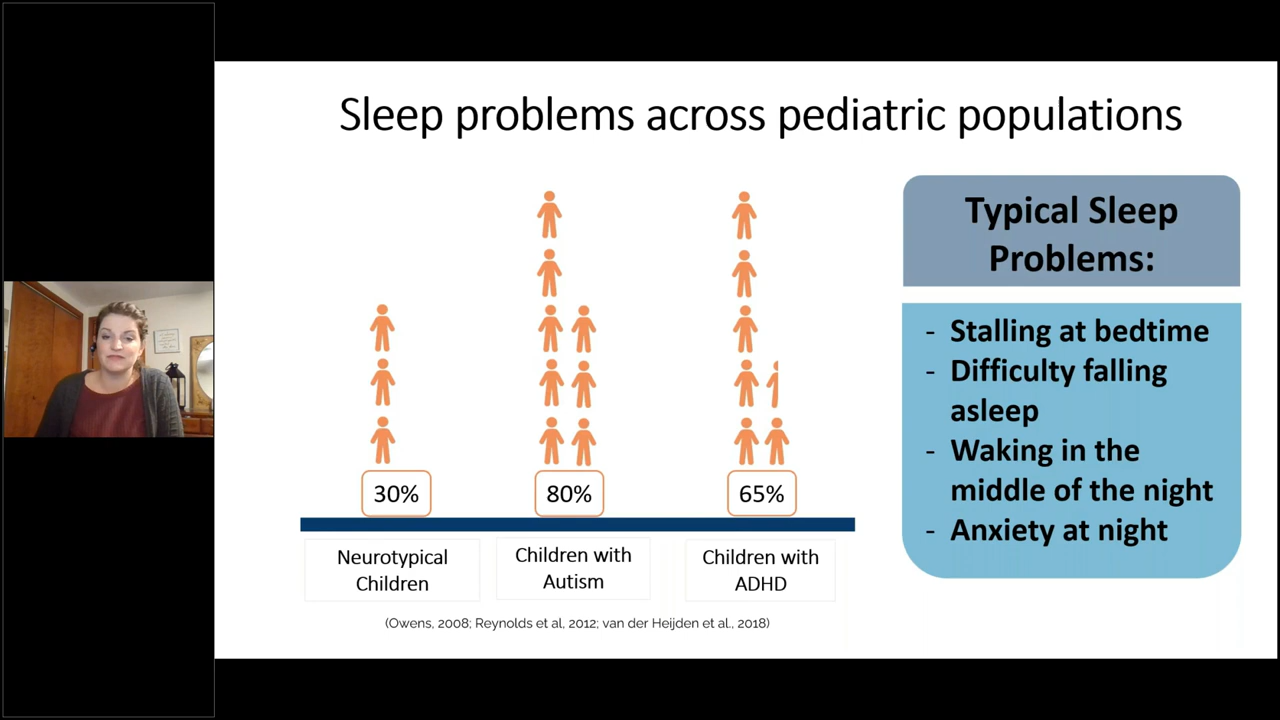 Sleep problems across pediatric populations
30%
80%
65%
Neurotypical
Children
Children with
Autism
Children with
ADHD
(Owens, 2008; Reynolds et al, 2012; van der Heijden et al., 2018)
Typical Sleep
Problems:
- Stalling at bedtime
- Difficulty falling
asleep
- Waking in the
middle of the night
- Anxiety at night